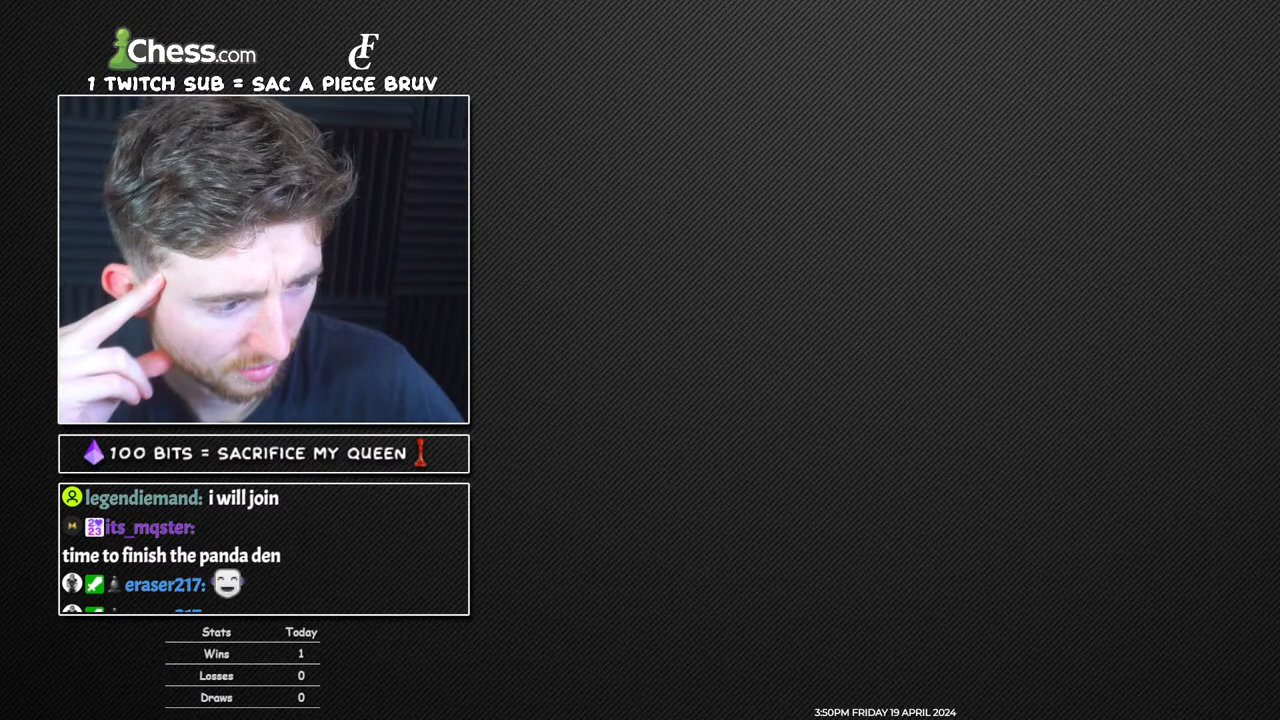 Chess.com
CF
1 TWITCH SUB = SAC A PIECE BRUV
100 BITS = SACRIFICE MY QUEEN
legendiemand: i will join
its_mqster:
time to finish the panda den
eraser217:
Stats Today
Wins 1
Losses 0
Draws 0
3:50PM FRIDAY 19 APRIL 2024